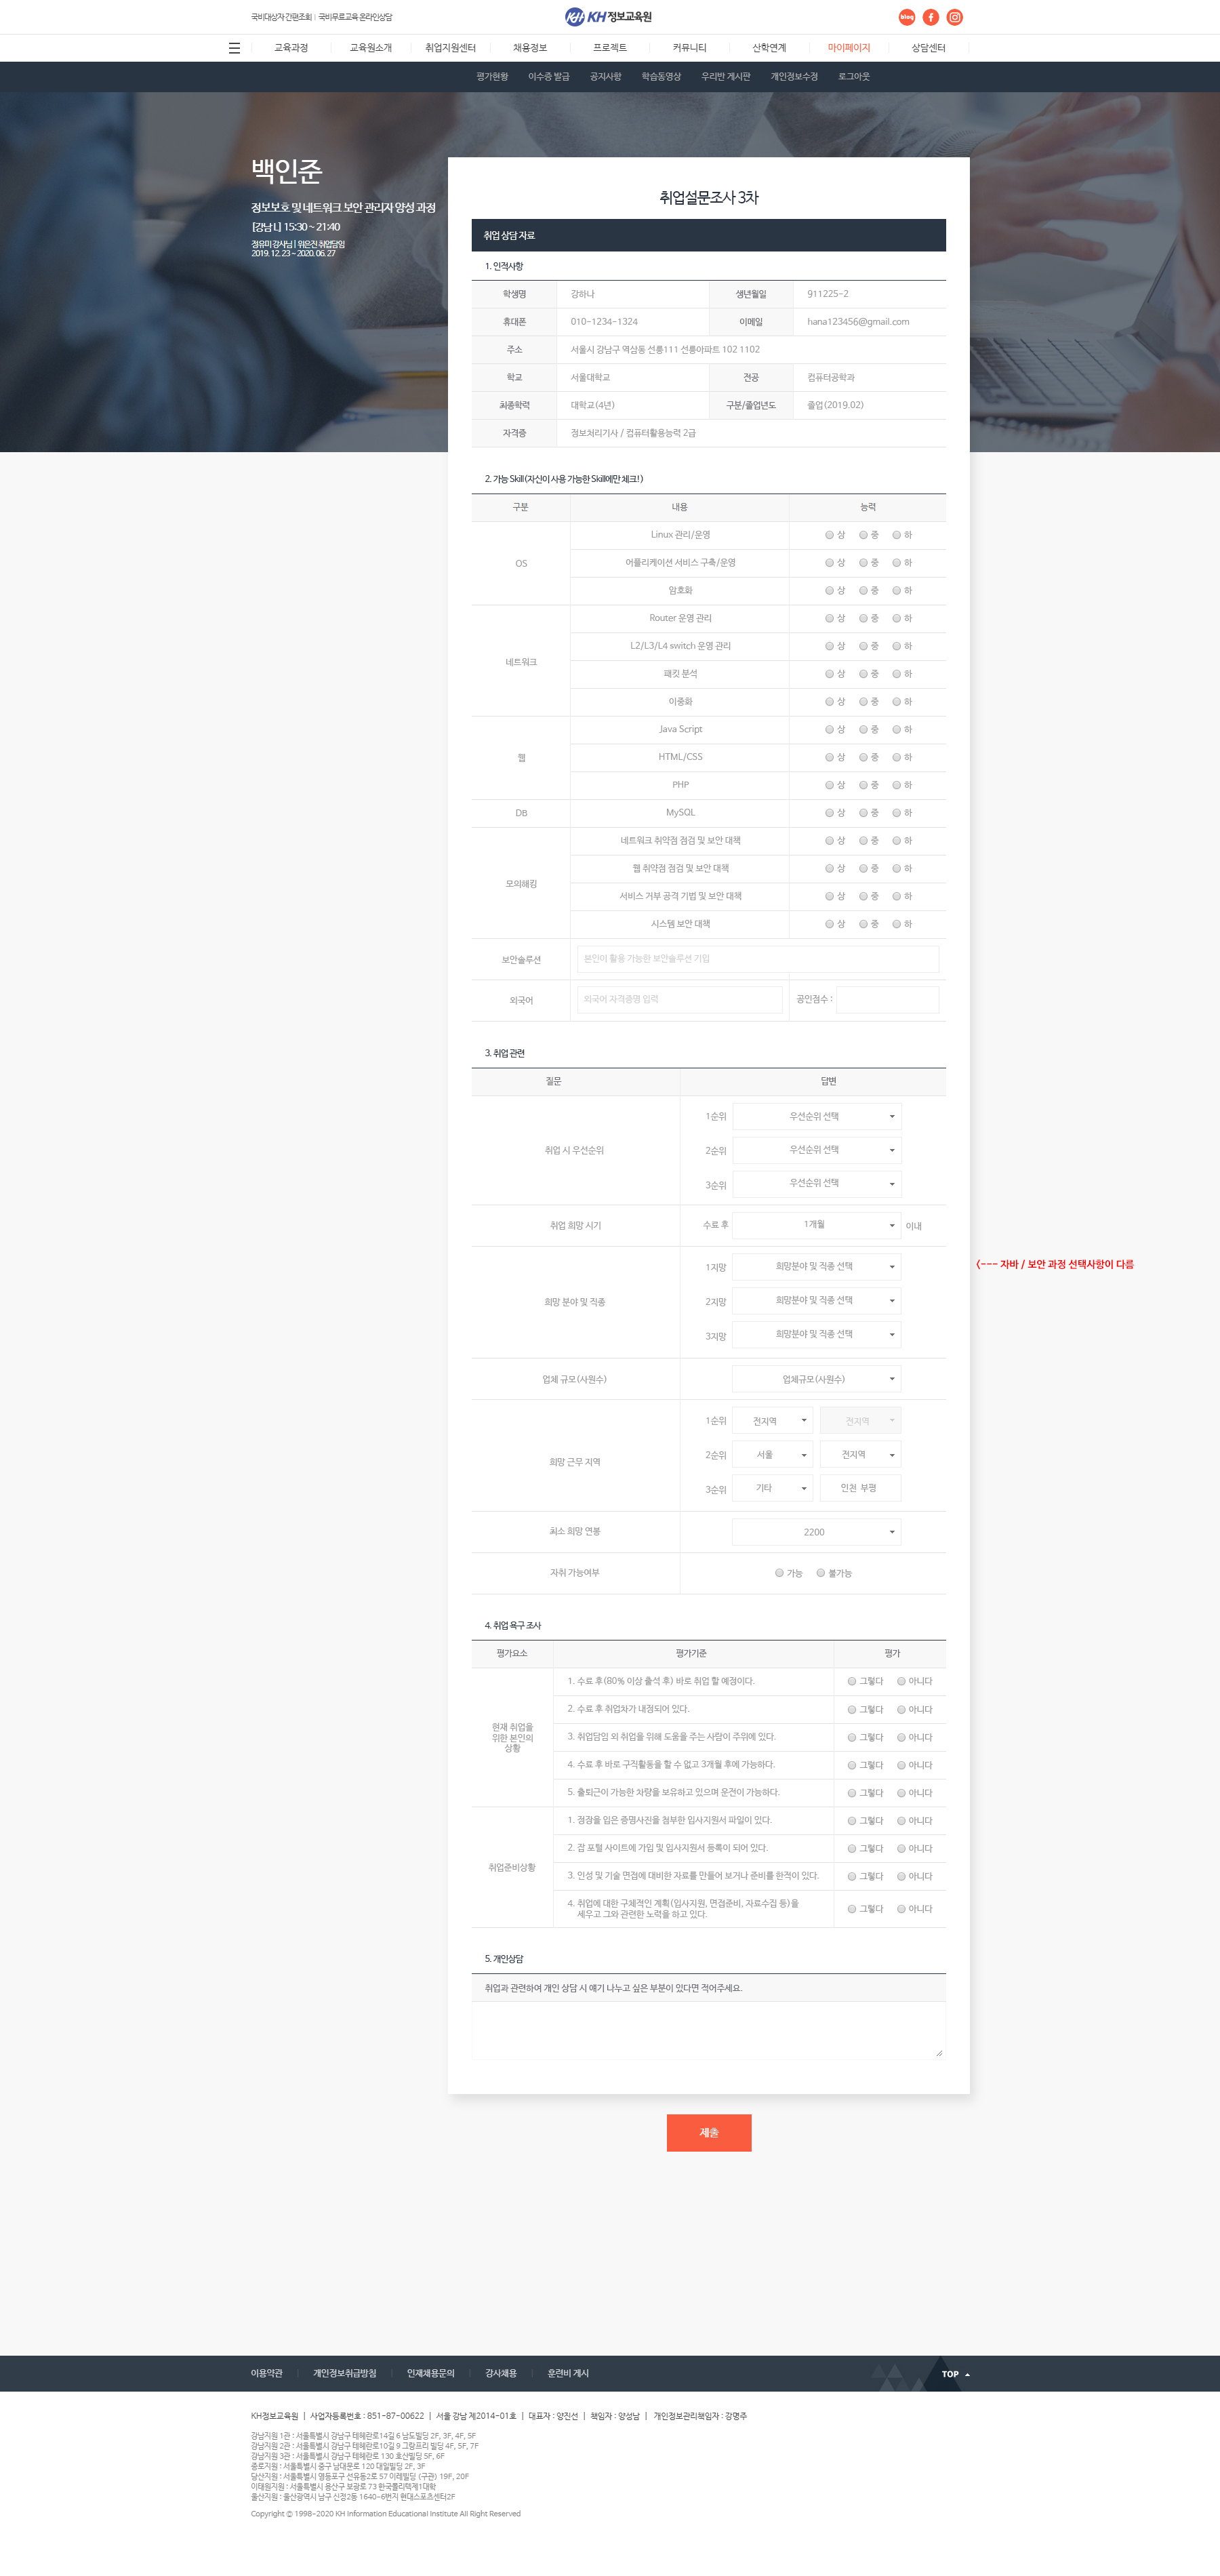 국비대상자 간편조회 | 국비무료교육 온라인상담
KH 정보교육원
blog
교육과정 교육원소개 취업지원센터 채용정보 프로젝트 커뮤니티 산학연계 마이페이지 상담센터
평가현황 이수증 발급 공지사항 학습동영상 우리반 게시판 개인정보수정 로그아웃
백인준
정보보호 및 네트워크 보안 관리자 양성 과정
[강남 L] 15:30 ~ 21:40
정유미 강사님 | 위은진 취업담임
2019. 12. 23 ~ 2020. 06. 27
취업설문조사 3차
취업 상담 자료
1. 인적사항
학생명 강하나 생년월일 911225-2
휴대폰 010-1234-1324 이메일 hana123456@gmail.com
주소 서울시 강남구 역삼동 선릉111 선릉아파트 102 1102
학교 서울대학교 전공 컴퓨터공학과
최종학력 대학교(4년) 구분/졸업년도 졸업(2019.02)
자격증 정보처리기사 / 컴퓨터활용능력 2급
2. 가능 Skill(자신이 사용 가능한 Skill에만 체크!)
구분 내용 능력
Linux 관리/운영 상 중 하
OS 어플리케이션 서비스 구축/운영 상 중 하
암호화 상 중 하
Router 운영 관리 상 중 하
L2/L3/L4 switch 운영 관리 상 중 하
네트워크
패킷 분석 상 중 하
이중화 상 중 하
Java Script 상 중 하
웹 HTML/CSS 상 중 하
PHP 상 중 하
DB MySQL 상 중 하
네트워크 취약점 점검 및 보안 대책 상 중 하
웹 취약점 점검 및 보안 대책 상 중 하
모의해킹
서비스 거부 공격 기법 및 보안 대책 상 중 하
시스템 보안 대책 상 중 하
보안솔루션 본인이 활용 가능한 보안솔루션 기입
외국어 외국어 자격증명 입력 공인점수 :
3. 취업 관련
질문 답변
1순위 우선순위 선택
취업 시 우선순위 2순위 우선순위 선택
3순위 우선순위 선택
취업 희망 시기 수료 후 1개월 이내
<--- 자바 / 보안 과정 선택사항이 다름
1지망 희망분야 및 직종 선택
희망 분야 및 직종 2지망 희망분야 및 직종 선택
3지망 희망분야 및 직종 선택
업체 규모(사원수) 업체규모(사원수)
1순위 전지역 전지역
희망 근무 지역 2순위 서울 전지역
3순위 기타 인천 부평
최소 희망 연봉 2200
자취 가능여부 가능 불가능
4. 취업 욕구 조사
평가요소 평가기준 평가
1. 수료 후(80% 이상 출석 후) 바로 취업 할 예정이다. 그렇다 아니다
2. 수료 후 취업차가 내정되어 있다. 그렇다 아니다
현재 취업을
위한 본인의
상황
3. 취업담임 외 취업을 위해 도움을 주는 사람이 주위에 있다. 그렇다 아니다
4. 수료 후 바로 구직활동을 할 수 없고 3개월 후에 가능하다. 그렇다 아니다
5. 출퇴근이 가능한 차량을 보유하고 있으며 운전이 가능하다. 그렇다 아니다
1. 정장을 입은 증명사진을 첨부한 입사지원서 파일이 있다. 그렇다 아니다
2. 잡 포털 사이트에 가입 및 입사지원서 등록이 되어 있다. 그렇다 아니다
취업준비상황
3. 인성 및 기술 면접에 대비한 자료를 만들어 보거나 준비를 한적이 있다. 그렇다 아니다
4. 취업에 대한 구체적인 계획(입사지원, 면접준비, 자료수집 등)을
세우고 그와 관련한 노력을 하고 있다. 그렇다 아니다
5. 개인상담
취업과 관련하여 개인 상담 시 얘기 나누고 싶은 부분이 있다면 적어주세요.
제출
이용약관 개인정보취급방침 인재채용문의 강사채용 훈련비 게시 TOP
KH정보교육원 | 사업자등록번호 : 851-87-00622 | 서울 강남 제2014-01호 | 대표자 : 양진선 | 책임자 : 양성남 | 개인정보관리책임자 : 강명주
강남지원 1관 : 서울특별시 강남구 테헤란로14길 6 남도빌딩 2F, 3F, 4F, 5F
강남지원 2관 : 서울특별시 강남구 테헤란로10길 9 그랑프리 빌딩 4F, 5F, 7F
강남지원 3관 : 서울특별시 강남구 테헤란로 130 호산빌딩 5F, 6F
종로지원 : 서울특별시 중구 남대문로 120 대일빌딩 2F, 3F
당산지원 : 서울특별시 영등포구 선유동2로 57 이레빌딩 (구관) 19F, 20F
이태원지원 : 서울특별시 용산구 보광로 73 한국폴리텍제1대학
울산지원 : 울산광역시 남구 신정2동 1640-6번지 현대스포츠센터2F
Copyright © 1998-2020 KH Information Educational Institute All Right Reserved